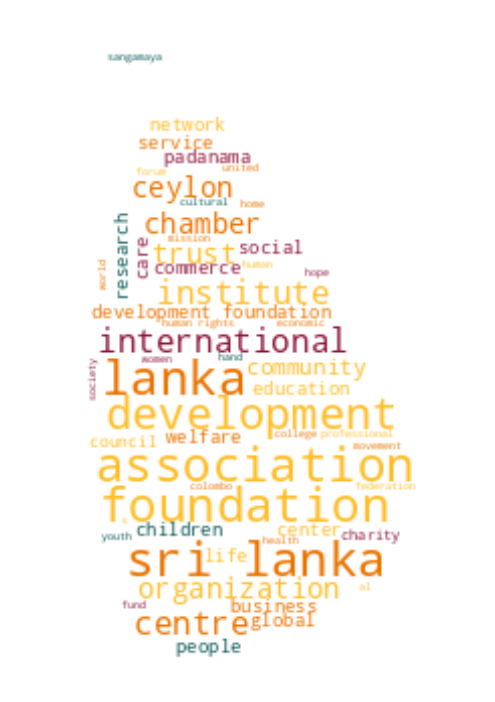 sangamaya
network
service
padanama
forum united
ceylon
cultural home
chamber
research
mission
care
trust social
world
commerce human
hope
institute
development foundation
human rights economic
international
women hand
society
lanka community
education
development
council welfare college professional
movement
association
colombo federation
foundation
youth children center charity
health
sri lanka
life
organization al
fund business
centre global
people